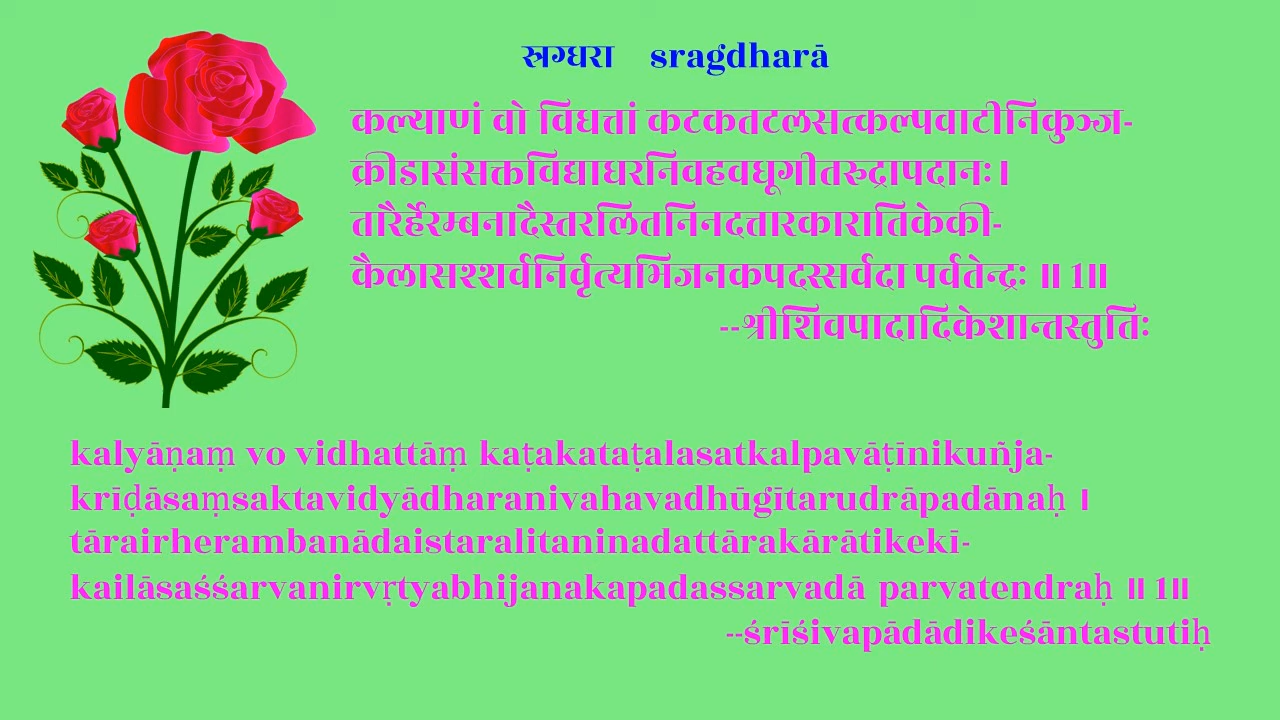 स्रग्धरा sragdharā
कल्याणं वो विधत्तां कटकतटलसत्कल्पवाटीनिकुञ्ज-
क्रीडासंसक्तविद्याधरनिवहवधूगीतरुद्रापदानः।
तारैर्हेरम्बनादैस्तरलितनिनदत्तारकारातिकेकी-
कैलासश्शर्वनिर्वृत्यभिजनकपदस्सर्वदा पर्वतेन्द्रः ॥ 1॥
--श्रीशिवपादादिकेशान्तस्तुतिः
kalyāṇaṃ vo vidhattāṃ kaṭakataṭalasatkalpavāṭīnikuñja-
krīḍāsaṃsaktavidyādharanivahavadhūgītarudrāpadānaḥ ।
tārairherambanādaistaralitaninadattārakārātikekī-
kailāsaśśarvanirvṛtyabhijanakapadassarvadā parvatendraḥ ॥ 1॥
--śrīśivapādādikeśāntastutiḥ